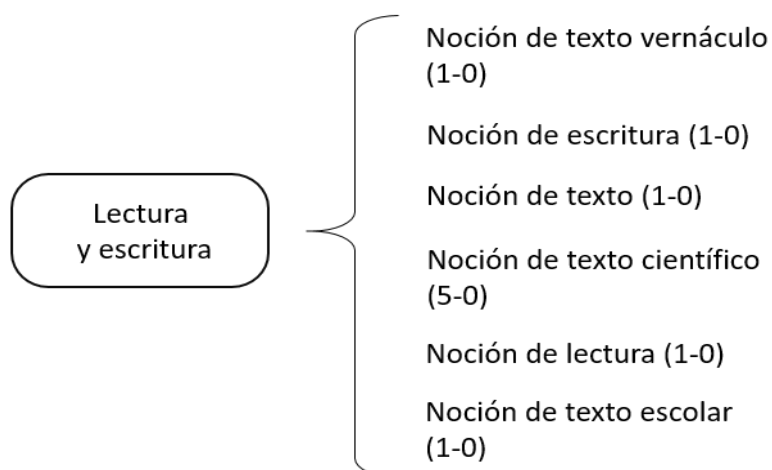 Lectura
y escritura
Noción de texto vernáculo
(1-0)
Noción de escritura (1-0)
Noción de texto (1-0)
Noción de texto científico
(5-0)
Noción de lectura (1-0)
Noción de texto escolar
(1-0)